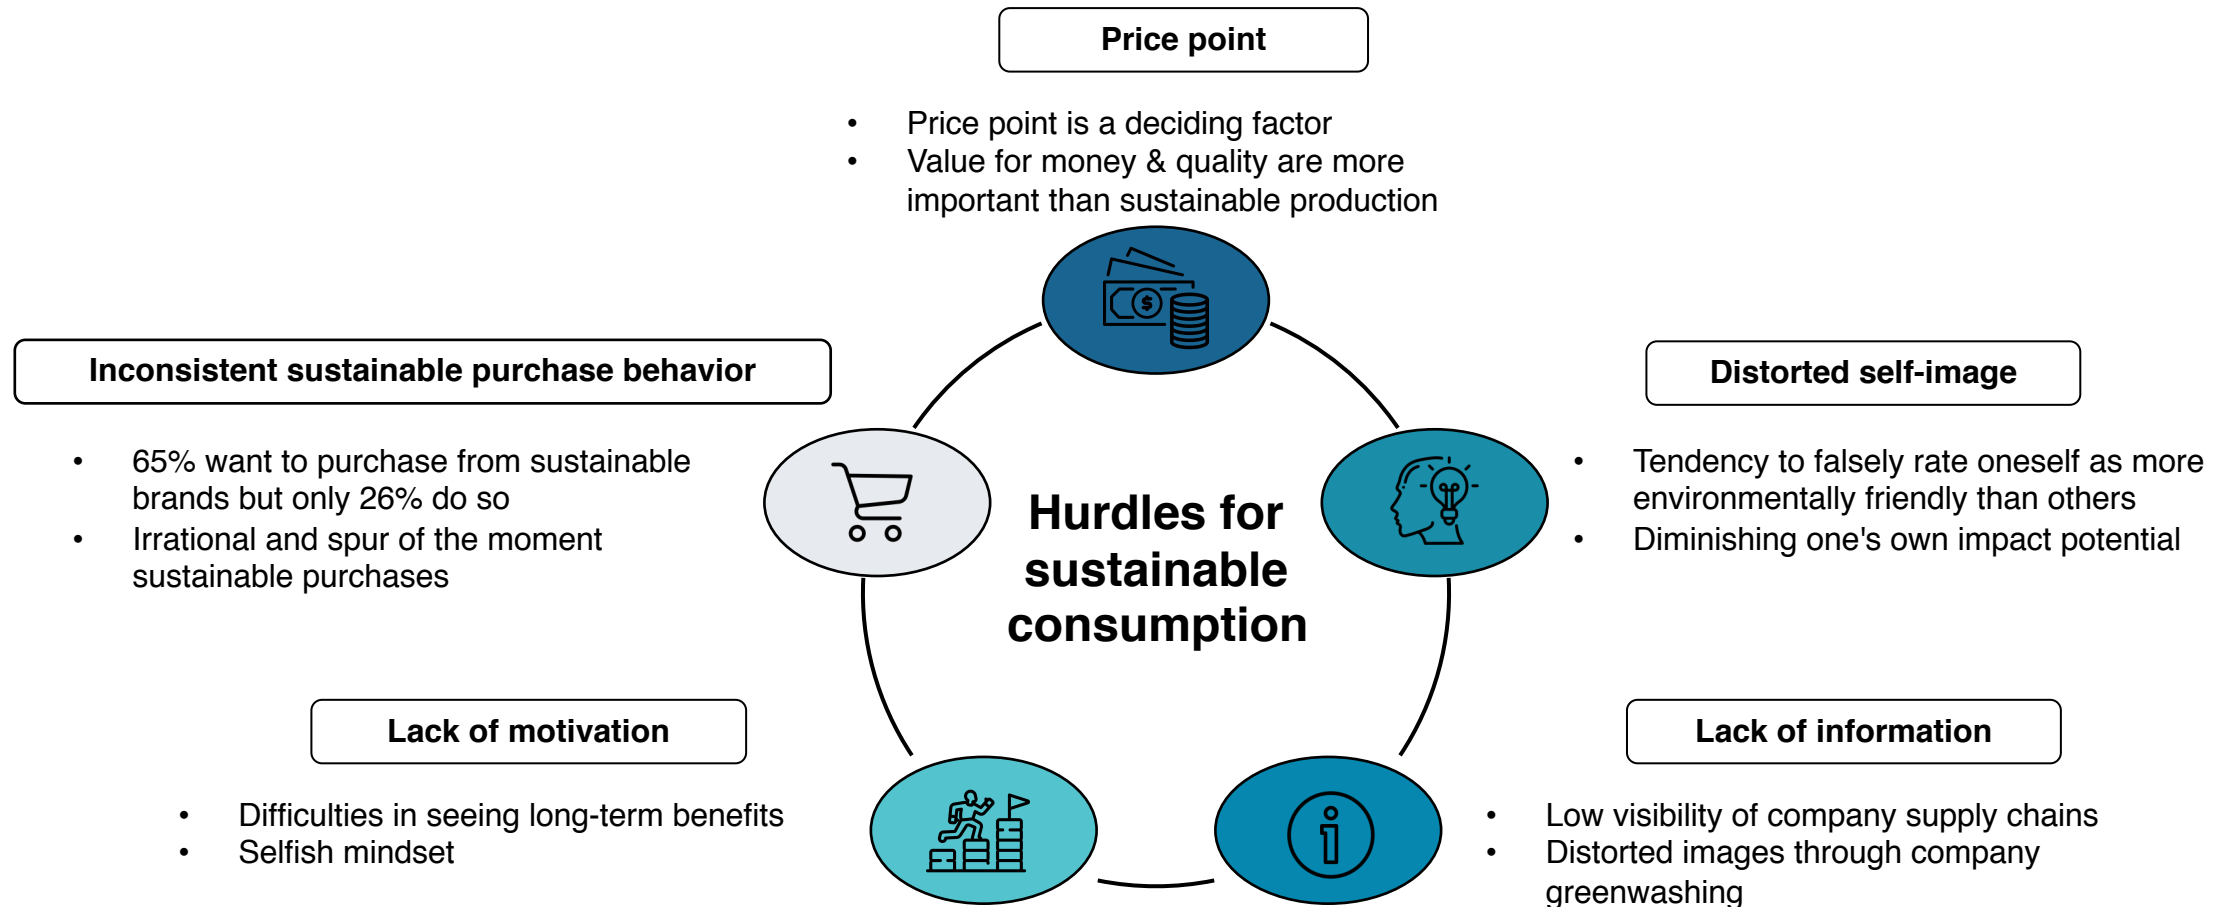 Price point
• Price point is a deciding factor
• Value for money & quality are more
important than sustainable production
Inconsistent sustainable purchase behavior
• 65% want to purchase from sustainable
brands but only 26% do so
• Irrational and spur of the moment
sustainable purchases
Distorted self-image
• Tendency to falsely rate oneself as more
environmentally friendly than others
• Diminishing one's own impact potential
Hurdles for
sustainable
consumption
Lack of motivation
• Difficulties in seeing long-term benefits
• Selfish mindset
Lack of information
• Low visibility of company supply chains
• Distorted images through company
greenwashing
$
i